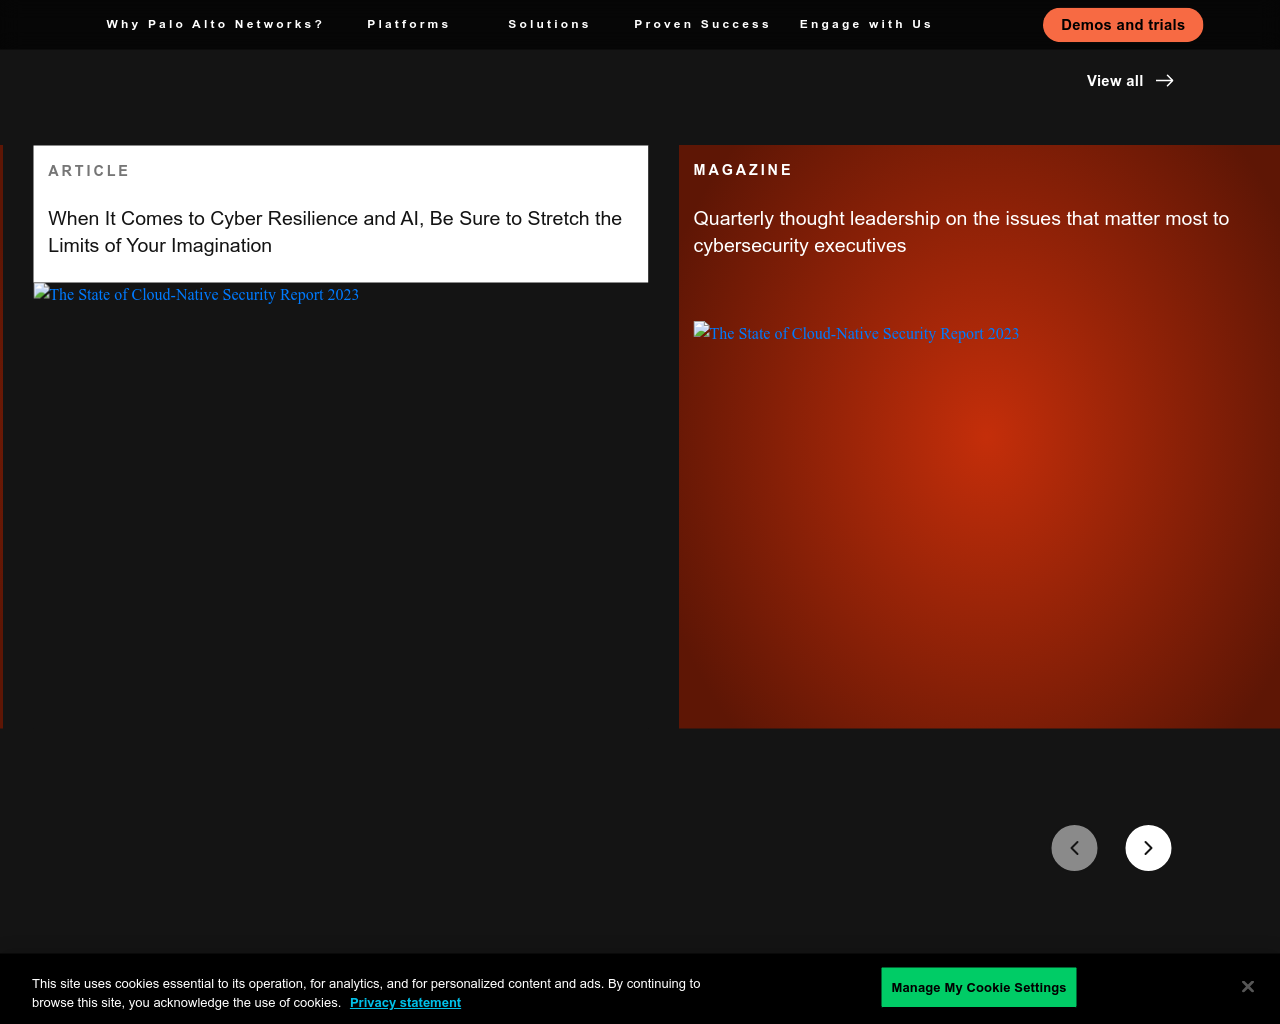 Why Palo Alto Networks? Platforms Solutions Proven Success Engage with Us Demos and trials
View all
ARTICLE
When It Comes to Cyber Resilience and AI, Be Sure to Stretch the
Limits of Your Imagination
The State of Cloud-Native Security Report 2023
MAGAZINE
Quarterly thought leadership on the issues that matter most to
cybersecurity executives
The State of Cloud-Native Security Report 2023
This site uses cookies essential to its operation, for analytics, and for personalized content and ads. By continuing to
browse this site, you acknowledge the use of cookies. Privacy statement
Manage My Cookie Settings